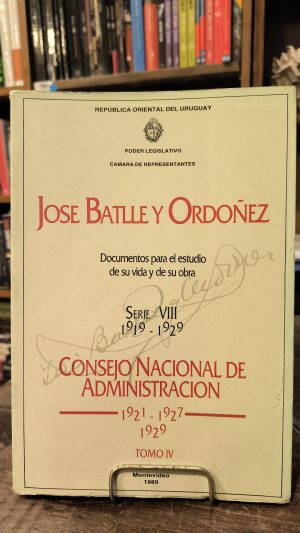 REPUBLICA ORIENTAL DEL URUGUAY
PODER LEGISLATIVO
CAMARA DE REPRESENTANTES
JOSE BATLLE Y ORDOÑEZ
Documentos para el estudio
de su vida y de su obra
SERIE VIII
1919 - 1929
CONSEJO NACIONAL DE
ADMINISTRACION
1921 - 1927
1929
TOMO IV
Montevideo
1989